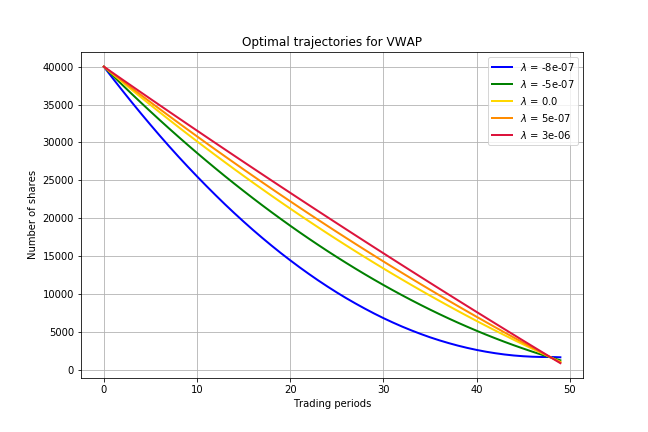 Optimal trajectories for VWAP
λ = -8e-07
λ = -5e-07
λ = 0.0
λ = 5e-07
λ = 3e-06
Number of shares
40000
35000
30000
25000
20000
15000
10000
5000
0
0 10 20 30 40 50
Trading periods